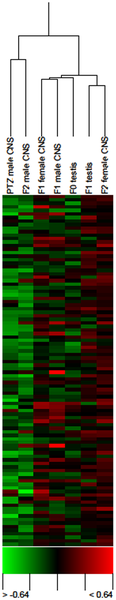 PTZ male CNS
F2 male CNS
F1 female CNS
F1 male CNS
F0 testis
F1 testis
F2 female CNS
> -0.64
< 0.64